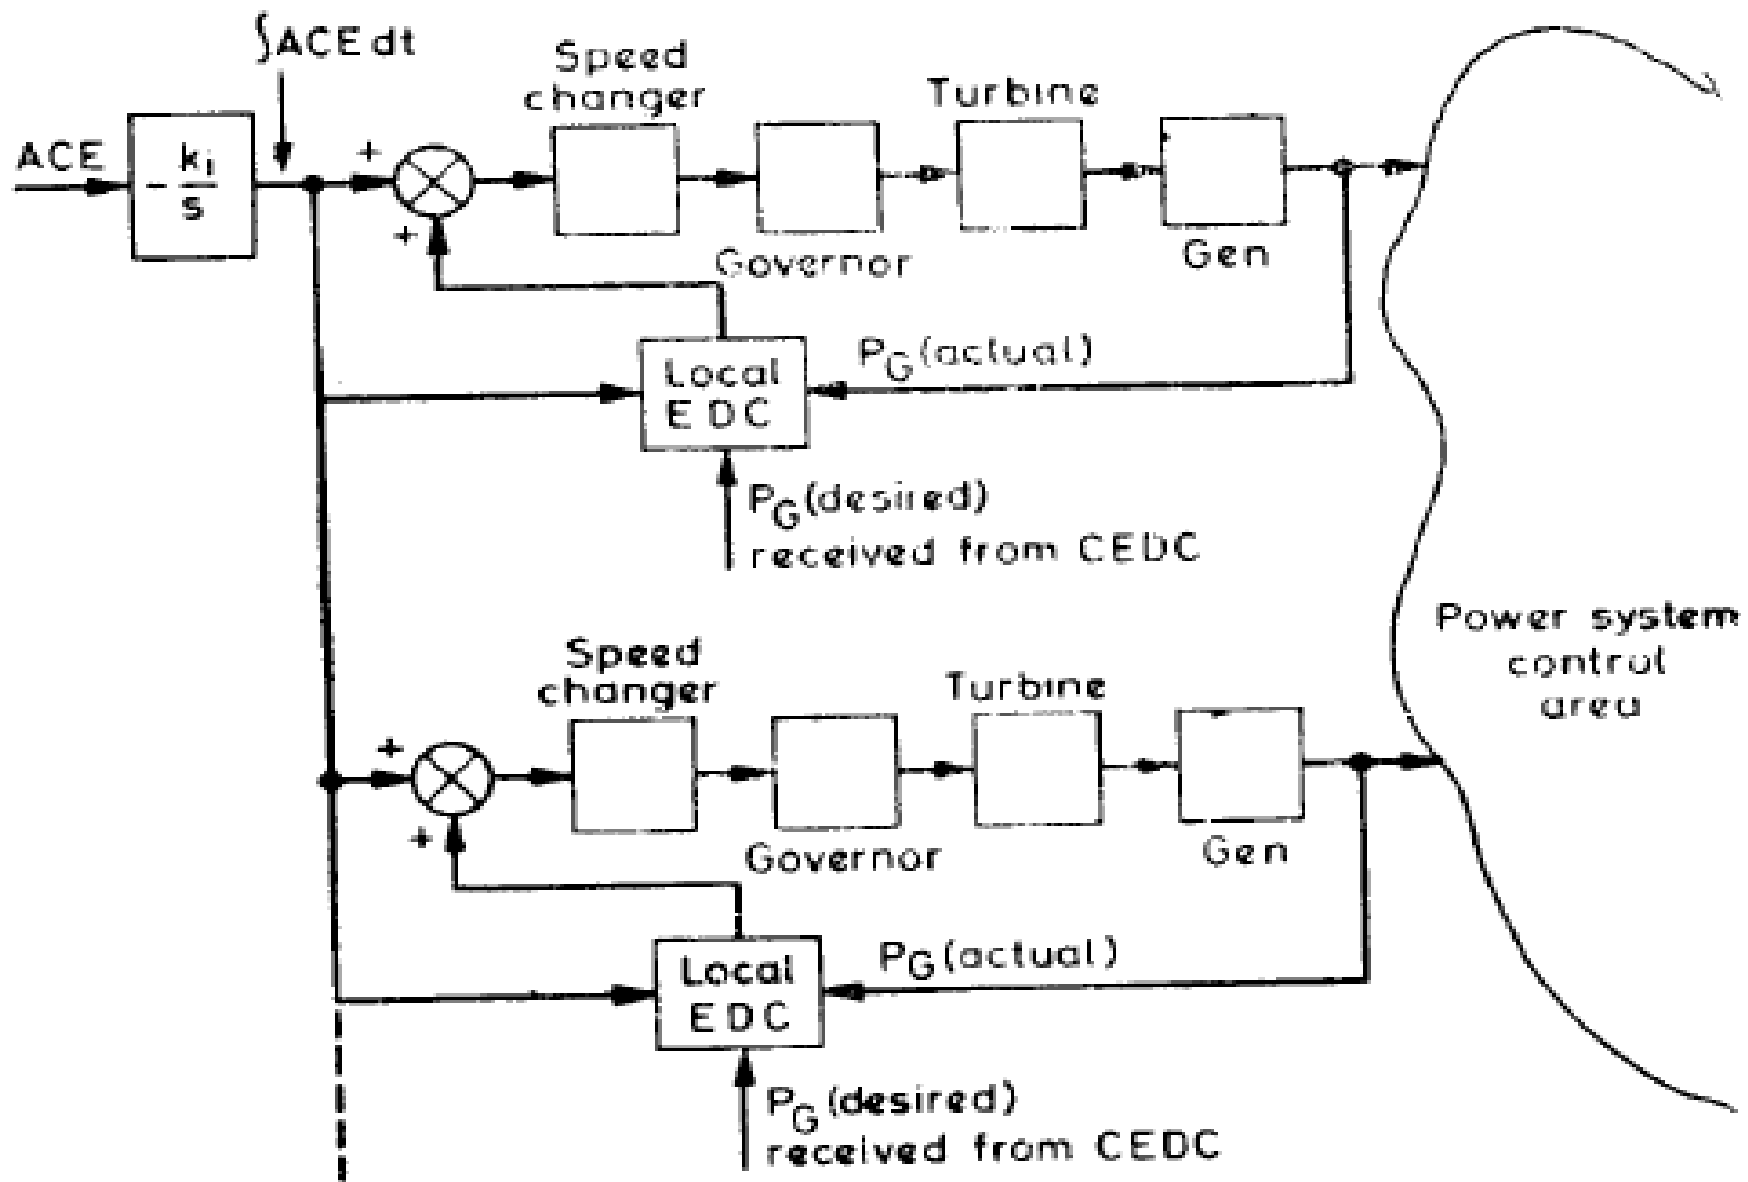 ∫ACE dt
Speed
changer
Turbine
ACE
- ki/s
+
+
Governor
Gen
Local
EDC
PG (actual)
PG (desired)
received from CEDC
Power system
control
area
Speed
changer
Turbine
+
+
Governor
Gen
Local
EDC
PG (actual)
PG (desired)
received from CEDC